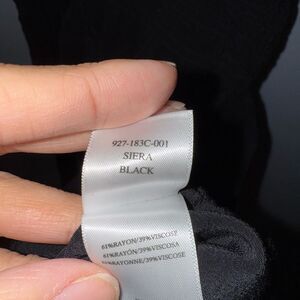 927-183C-001
SIERA
BLACK
61%RAYON/39%VISCOSE
61%RAYON/39%VISCOSA
61%RAYONNE/39%VISCOSE